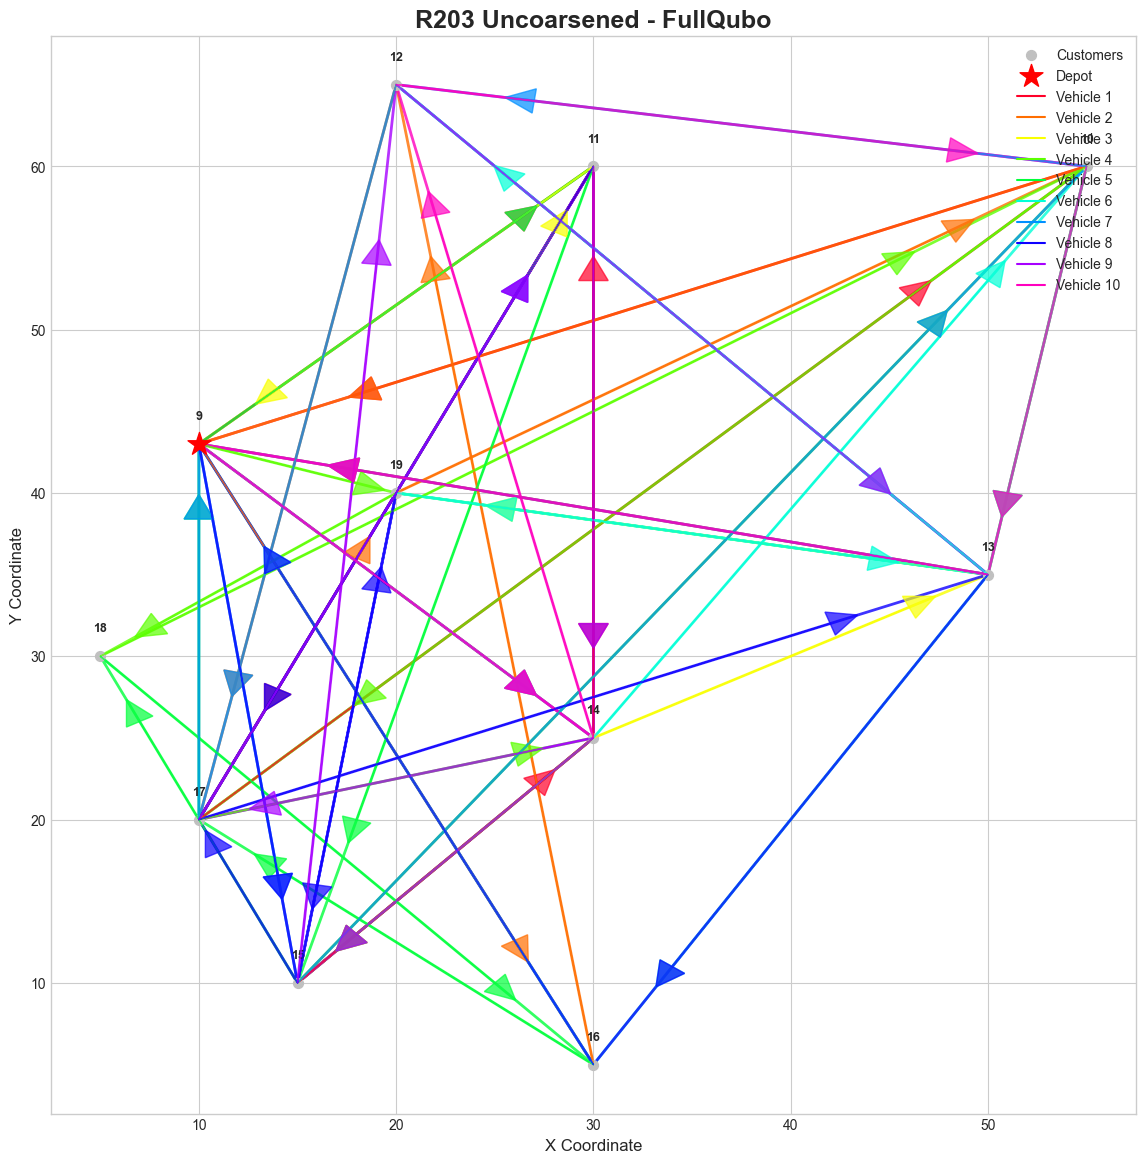 R203 Uncoarsened - FullQubo
12
11
10
9
19
13
18
14
17
15
16
Customers
Depot
Vehicle 1
Vehicle 2
Vehicle 3
Vehicle 4
Vehicle 5
Vehicle 6
Vehicle 7
Vehicle 8
Vehicle 9
Vehicle 10
Y Coordinate
60
50
40
30
20
10
10
20
30
40
50
X Coordinate